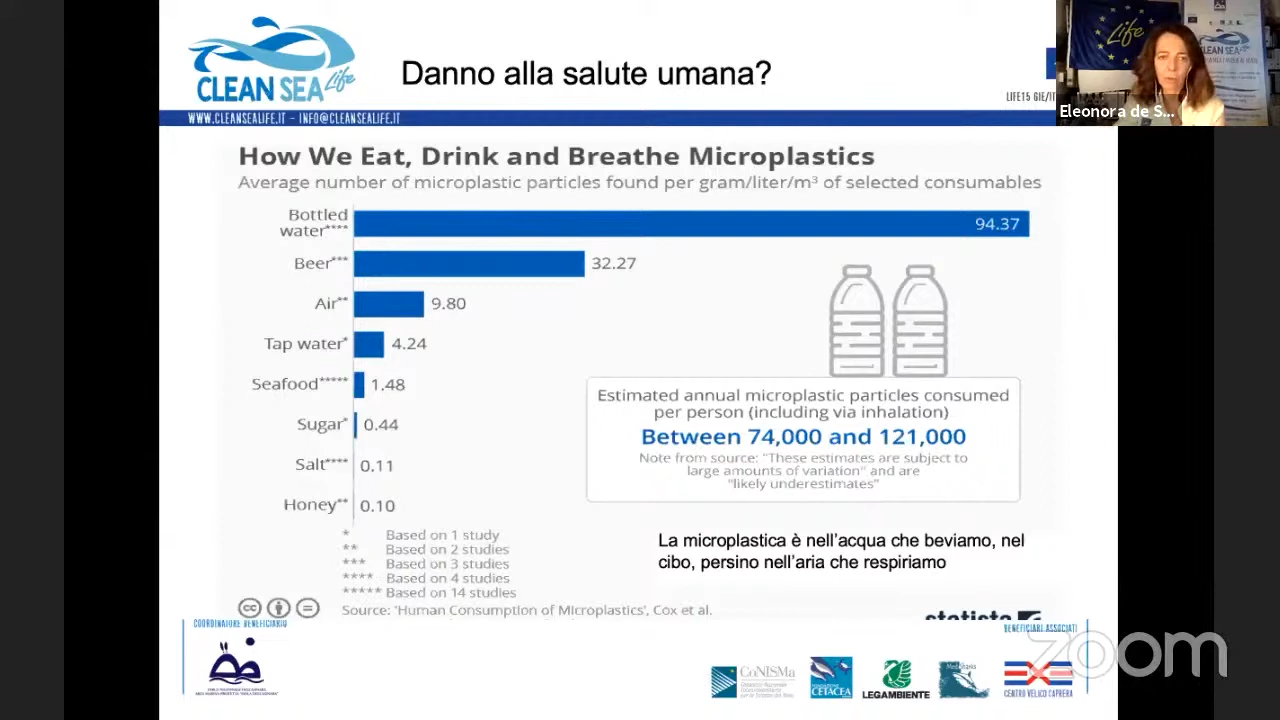 CLEAN SEA Life
Danno alla salute umana?
Life
CLEAN SEA
LIFE15 GIE/IT
Eleonora de S...
WWW.CLEANSEALIFE.IT – INFO@CLEANSEALIFE.IT
How We Eat, Drink and Breathe Microplastics
Average number of microplastic particles found per gram/liter/m³ of selected consumables
Bottled
water****
94.37
Beer***
32.27
Air**
9.80
Tap water*
4.24
Seafood*****
1.48
Sugar*
0.44
Salt****
0.11
Honey**
0.10
Estimated annual microplastic particles consumed
per person (including via inhalation)
Between 74,000 and 121,000
Note from source: "These estimates are subject to
large amounts of variation" and are
"likely underestimates"
La microplastica è nell'acqua che beviamo, nel
cibo, persino nell'aria che respiriamo
* Based on 1 study
** Based on 2 studies
*** Based on 3 studies
**** Based on 4 studies
***** Based on 14 studies
cc
Source: 'Human Consumption of Microplastics', Cox et al.
statista
COORDINATORE BENEFICIARIO
BENEFICIARI ASSOCIATI
zoom
CoNISMa
CETACEA
LEGAMBIENTE
CENTRO VELICO CAPRERA